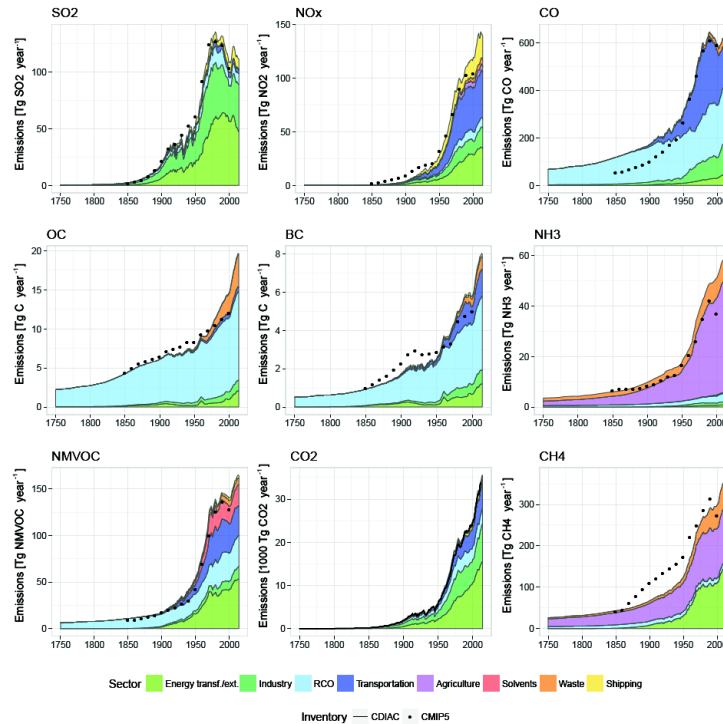 SO2
NOx
CO
Emissions [Tg SO2 year⁻¹]
100
50
0
1750 1800 1850 1900 1950 2000
Emissions [Tg NO2 year⁻¹]
150
100
50
0
1750 1800 1850 1900 1950 2000
Emissions [Tg CO year⁻¹]
600
400
200
0
1750 1800 1850 1900 1950 2000
OC
BC
NH3
Emissions [Tg C year⁻¹]
20
15
10
5
0
1750 1800 1850 1900 1950 2000
Emissions [Tg C year⁻¹]
8
6
4
2
0
1750 1800 1850 1900 1950 2000
Emissions [Tg NH3 year⁻¹]
60
40
20
0
1750 1800 1850 1900 1950 2000
NMVOC
CO2
CH4
Emissions [Tg NMVOC year⁻¹]
150
100
50
0
1750 1800 1850 1900 1950 2000
Emissions [1000 Tg CO2 year⁻¹]
30
20
10
0
1750 1800 1850 1900 1950 2000
Emissions [Tg CH4 year⁻¹]
300
200
100
0
1750 1800 1850 1900 1950 2000
Sector Energy transf./ext. Industry RCO Transportation Agriculture Solvents Waste Shipping
Inventory CDIAC CMIP5